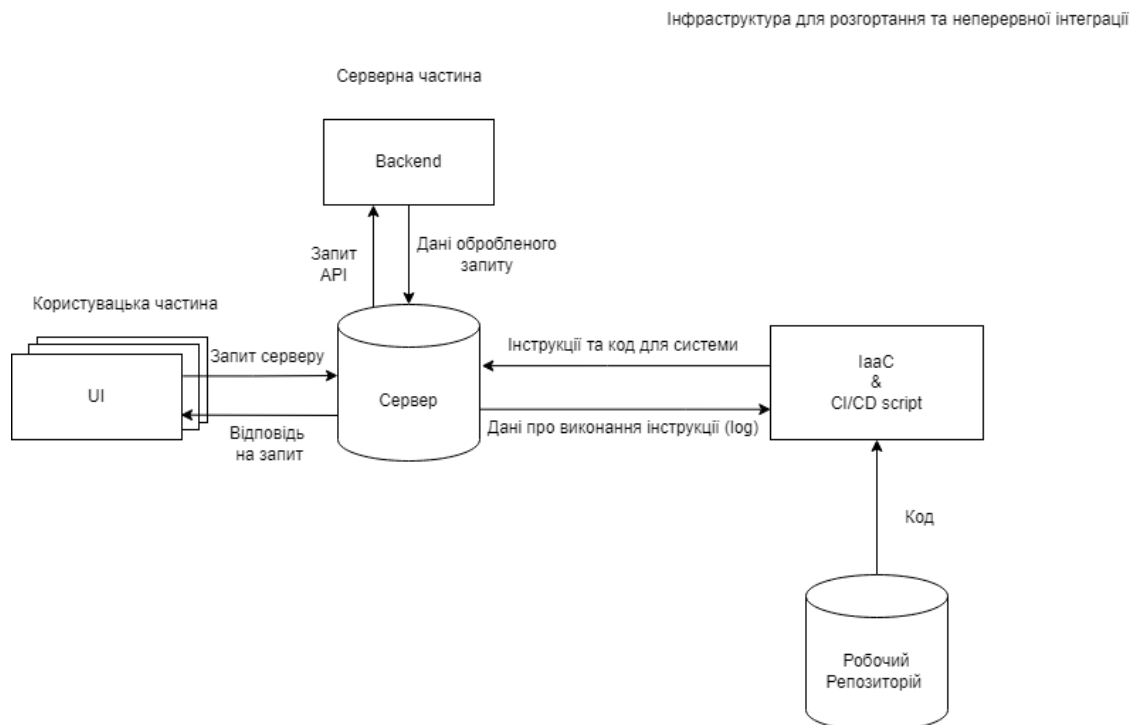 Інфраструктура для розгортання та неперервної інтеграції
Серверна частина
Backend
Запит
API
Дані обробленого
запиту
Користувацька частина
UI
Запит серверу
Відповідь
на запит
Сервер
Інструкції та код для системи
Дані про виконання інструкції (log)
IaaC
&
CI/CD script
Код
Робочий
Репозиторій